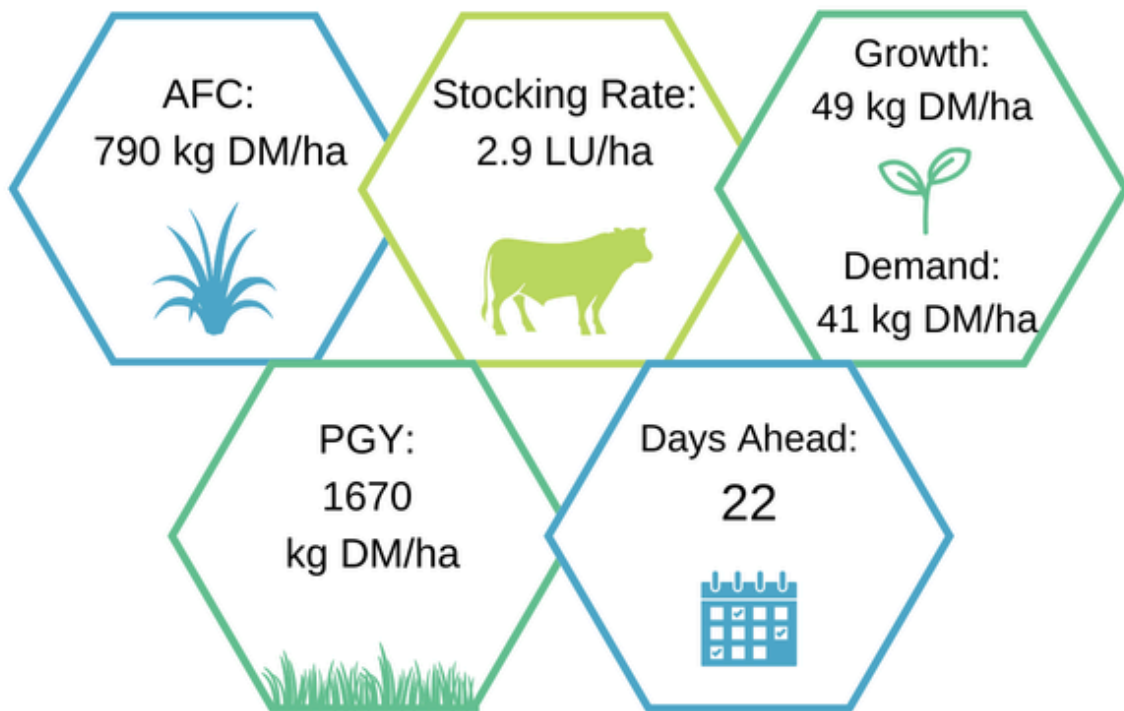 AFC:
790 kg DM/ha
Stocking Rate:
2.9 LU/ha
Growth:
49 kg DM/ha
Demand:
41 kg DM/ha
PGY:
1670
kg DM/ha
Days Ahead:
22